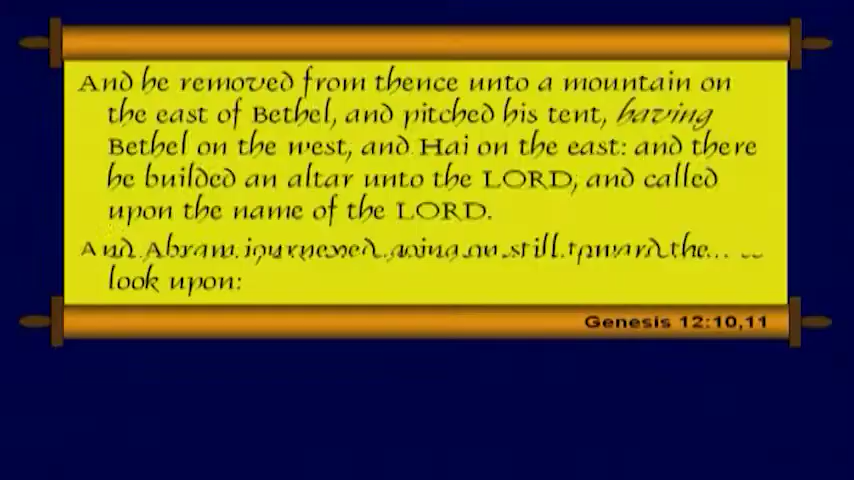 And he removed from thence unto a mountain on
the east of Bethel, and pitched his tent, having
Bethel on the west, and Hai on the east: and there
he builded an altar unto the LORD, and called
upon the name of the LORD.
And Abram journeyed, going on still toward the
look upon:
Genesis 12:10,11